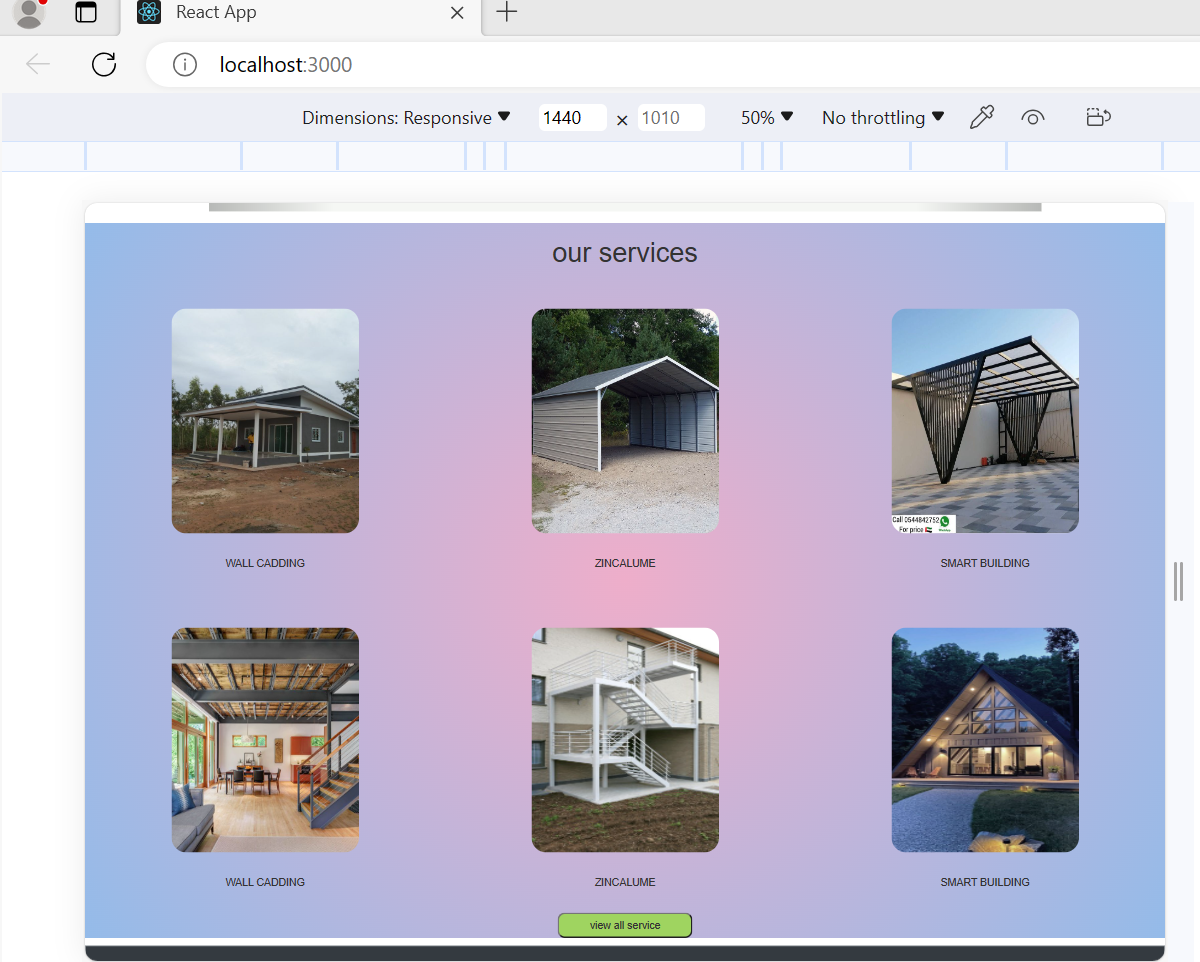 React App
localhost:3000
Dimensions: Responsive 1440 × 1010 50% No throttling
our services
Call 0544842752
For price
WALL CADDING ZINCALUME SMART BUILDING
WALL CADDING ZINCALUME SMART BUILDING
view all service